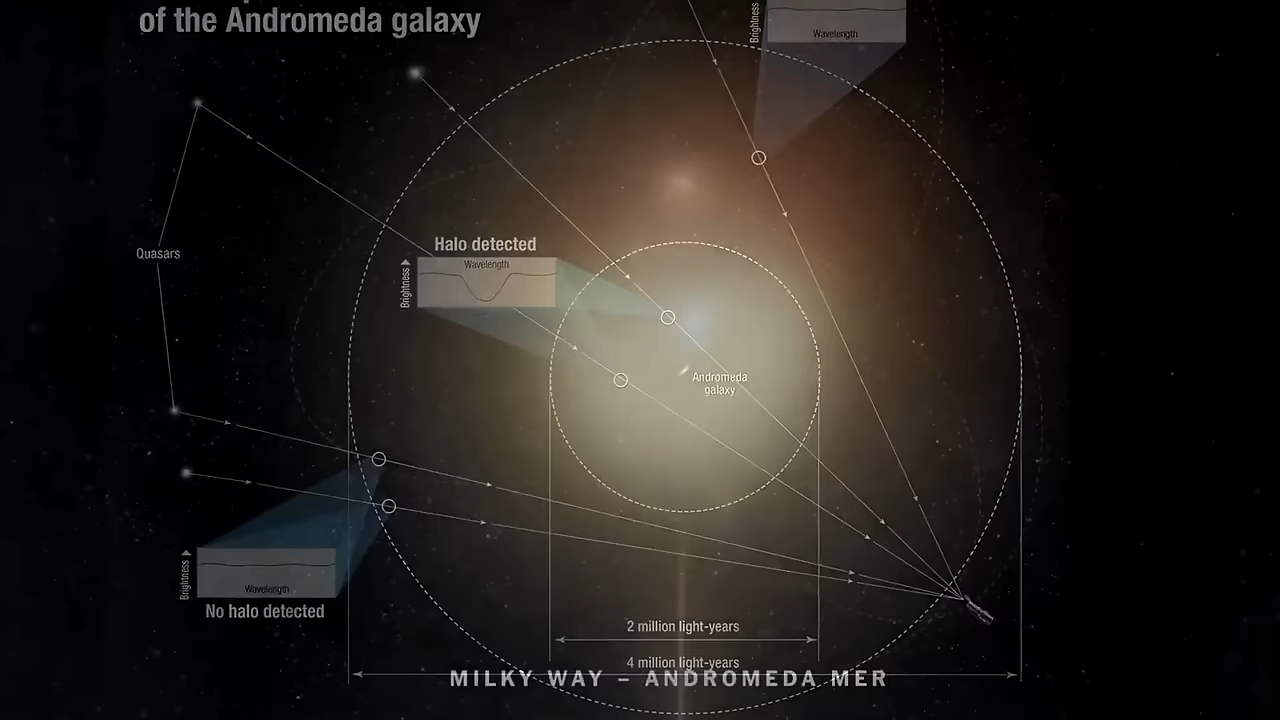 of the Andromeda galaxy
Brightness
Wavelength
Quasars
Halo detected
Wavelength
Brightness
Andromeda
galaxy
Brightness
Wavelength
No halo detected
2 million light-years
4 million light-years
MILKY WAY – ANDROMEDA MER